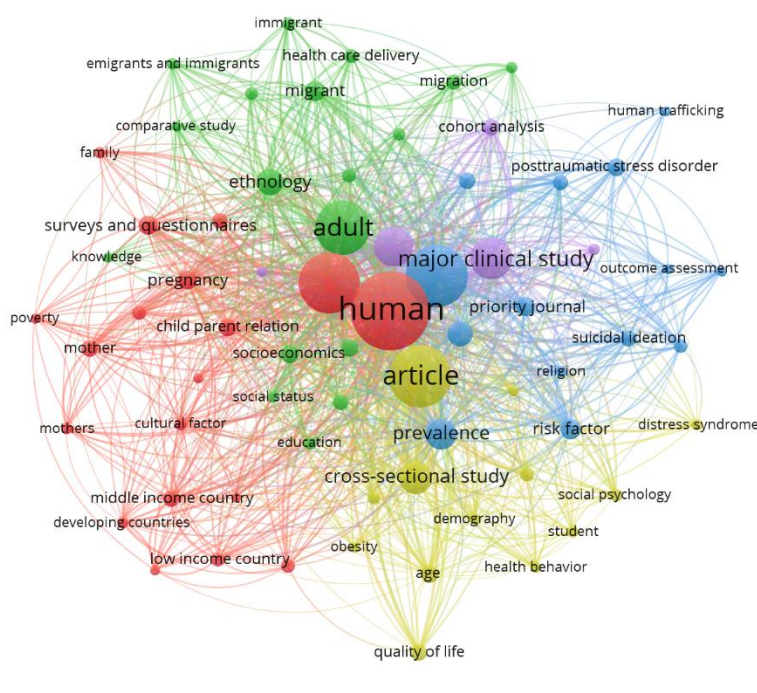 immigrant
health care delivery
emigrants and immigrants
migration
migrant
human trafficking
comparative study
cohort analysis
family
posttraumatic stress disorder
ethnology
surveys and questionnaires
adult
knowledge
major clinical study
outcome assessment
pregnancy
human
priority journal
poverty
child parent relation
suicidal ideation
mother
socioeconomics
article
religion
social status
mothers
cultural factor
prevalence
risk factor
distress syndrome
education
cross-sectional study
middle income country
social psychology
developing countries
demography
student
obesity
low income country
age
health behavior
quality of life